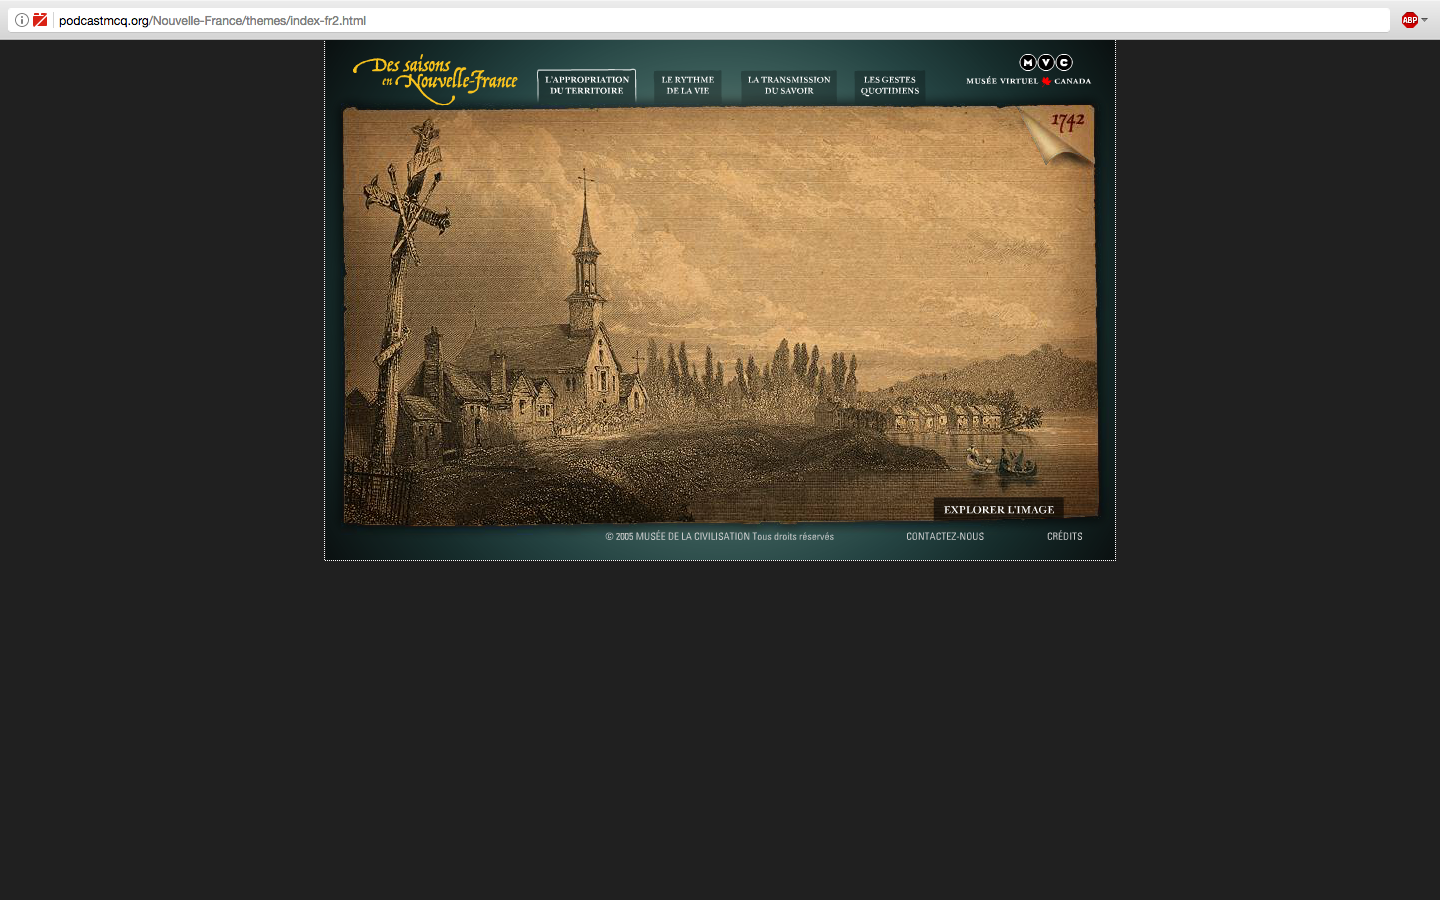 podcastmcq.org/Nouvelle-France/themes/index-fr2.html
ABP
Des saisons
en Nouvelle-France
L'APPROPRIATION
DU TERRITOIRE
LE RYTHME
DE LA VIE
LA TRANSMISSION
DU SAVOIR
LES GESTES
QUOTIDIENS
MVC
MUSÉE VIRTUEL CANADA
1742
EXPLORER L'IMAGE
© 2005 MUSÉE DE LA CIVILISATION Tous droits réservés
CONTACTEZ-NOUS
CRÉDITS